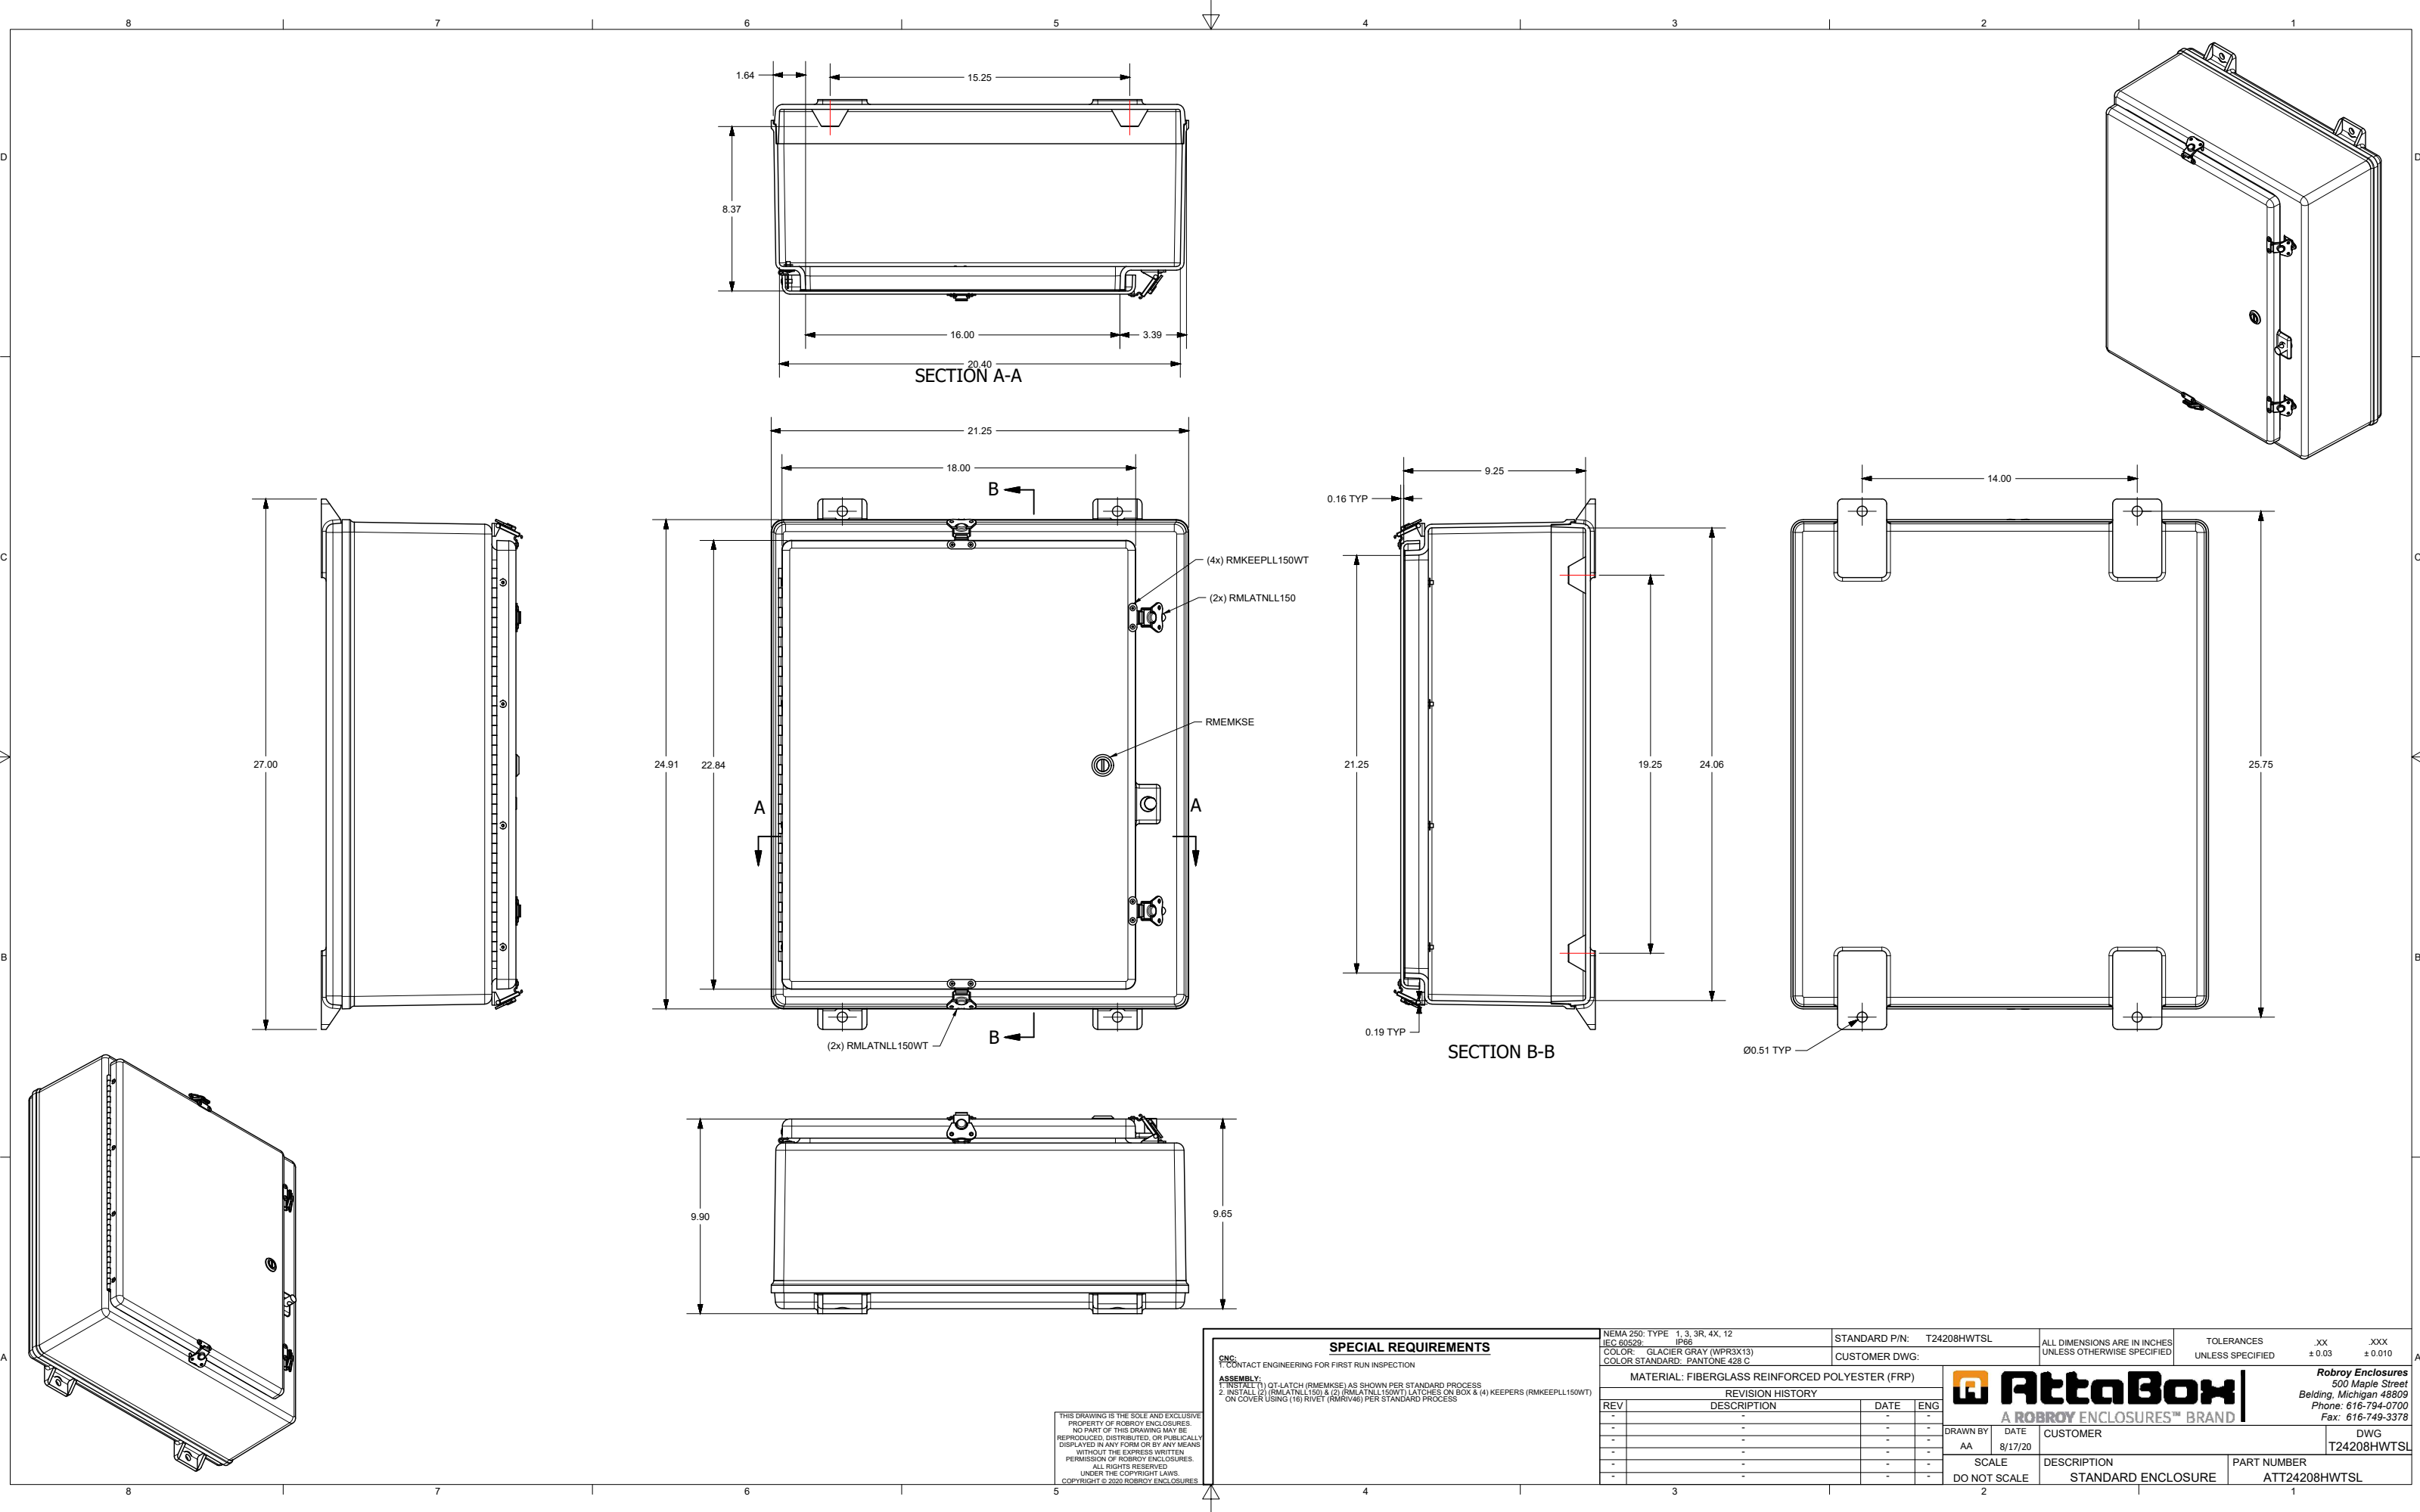 8 7 6 5 4 3 2 1
D
D
C
C
B
B
A
A
1.64
15.25
8.37
16.00
3.39
20.40
SECTION A-A
21.25
18.00
B
24.91
22.84
27.00
A
A
(4x) RMKEEPLL150WT
(2x) RMLATNLL150
RMEMKSE
(2x) RMLATNLL150WT
B
9.25
0.16 TYP
21.25
19.25
24.06
0.19 TYP
SECTION B-B
14.00
25.75
Ø0.51 TYP
9.90
9.65
THIS DRAWING IS THE SOLE AND EXCLUSIVE
PROPERTY OF ROBROY ENCLOSURES,
NO PART OF THIS DRAWING MAY BE
REPRODUCED, DISTRIBUTED, OR PUBLICALLY
DISPLAYED IN ANY FORM OR BY ANY MEANS
WITHOUT THE EXPRESS WRITTEN
PERMISSION OF ROBROY ENCLOSURES.
ALL RIGHTS RESERVED
UNDER THE COPYRIGHT LAWS.
COPYRIGHT © 2020 ROBROY ENCLOSURES
SPECIAL REQUIREMENTS
CNC:
1. CONTACT ENGINEERING FOR FIRST RUN INSPECTION
ASSEMBLY:
1. INSTALL (1) QT-LATCH (RMEMKSE) AS SHOWN PER STANDARD PROCESS
2. INSTALL (2) (RMLATNLL150) & (2) (RMLATNLL150WT) LATCHES ON BOX & (4) KEEPERS (RMKEEPLL150WT)
ON COVER USING (16) RIVET (RMRIV46) PER STANDARD PROCESS
NEMA 250: TYPE 1, 3, 3R, 4X, 12
IEC 60529: IP66
COLOR: GLACIER GRAY (WPR3X13)
COLOR STANDARD: PANTONE 428 C
STANDARD P/N: T24208HWTSL
CUSTOMER DWG:
ALL DIMENSIONS ARE IN INCHES
UNLESS OTHERWISE SPECIFIED
TOLERANCES .XX .XXX
UNLESS SPECIFIED ± 0.03 ± 0.010
MATERIAL: FIBERGLASS REINFORCED POLYESTER (FRP)
REVISION HISTORY
REV DESCRIPTION DATE ENG
- - - -
- - - -
- - - -
- - - -
- - - -
- - - -
AttaBox
A ROBROY ENCLOSURES™ BRAND
Robroy Enclosures
500 Maple Street
Belding, Michigan 48809
Phone: 616-794-0700
Fax: 616-749-3378
DRAWN BY DATE CUSTOMER DWG
AA 8/17/20 T24208HWTSL
SCALE DESCRIPTION PART NUMBER
DO NOT SCALE STANDARD ENCLOSURE ATT24208HWTSL
8 7 6 5 4 3 2 1